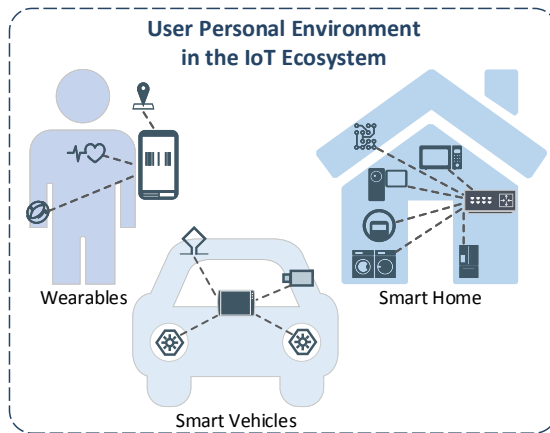 User Personal Environment
in the IoT Ecosystem
Wearables
Smart Home
Smart Vehicles